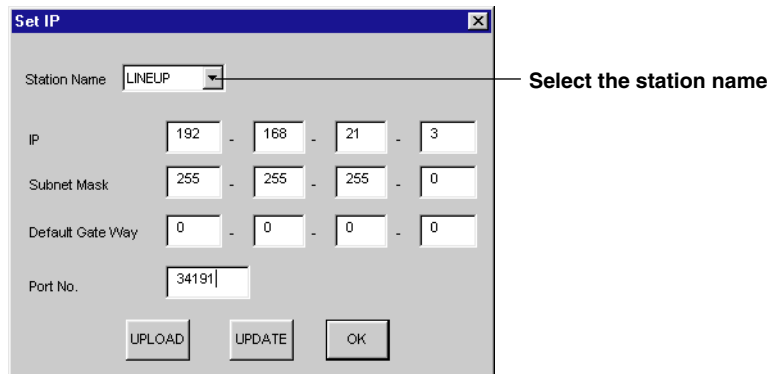 Set IP
Station Name LINEUP Select the station name
IP 192 - 168 - 21 - 3
Subnet Mask 255 - 255 - 255 - 0
Default Gate Way 0 - 0 - 0 - 0
Port No. 34191
UPLOAD UPDATE OK